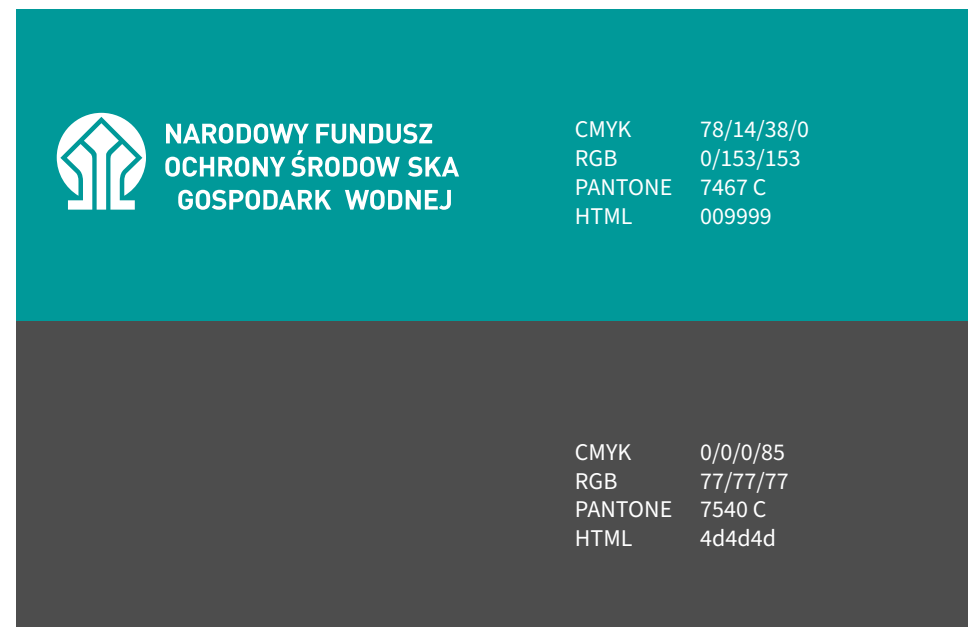 NARODOWY FUNDUSZ
OCHRONY ŚRODOW SKA
GOSPODARK WODNEJ
CMYK 78/14/38/0
RGB 0/153/153
PANTONE 7467 C
HTML 009999
CMYK 0/0/0/85
RGB 77/77/77
PANTONE 7540 C
HTML 4d4d4d